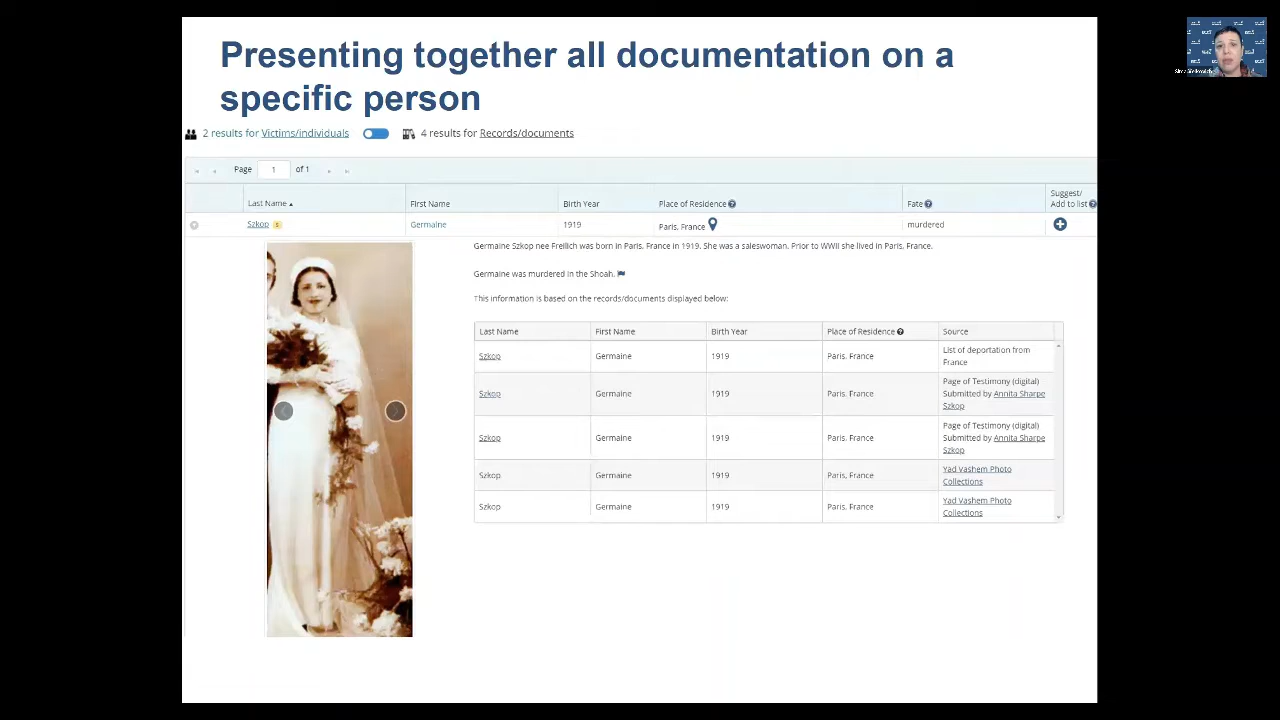 Presenting together all documentation on a
specific person
2 results for Victims/individuals 4 results for Records/documents
Page 1 of 1
Suggest/
Last Name First Name Birth Year Place of Residence Fate Add to list
Szkop 5 Germaine 1919 Paris, France murdered
Germaine Szkop nee Freilich was born in Paris, France in 1919. She was a saleswoman. Prior to WWII she lived in Paris, France.
Germaine was murdered in the Shoah.
This information is based on the records/documents displayed below:
Last Name First Name Birth Year Place of Residence Source
Szkop Germaine 1919 Paris, France List of deportation from
France
Szkop Germaine 1919 Paris, France Page of Testimony (digital)
Submitted by Annita Sharpe
Szkop
Szkop Germaine 1919 Paris, France Page of Testimony (digital)
Submitted by Annita Sharpe
Szkop
Szkop Germaine 1919 Paris, France Yad Vashem Photo
Collections
Szkop Germaine 1919 Paris, France Yad Vashem Photo
Collections